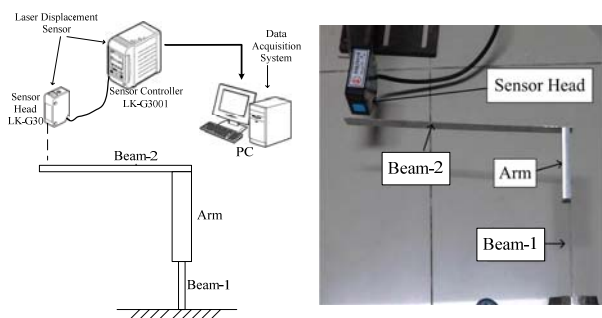 Laser Displacement
Sensor
Data
Acquisition
System
Sensor
Head
LK-G30
Sensor Controller
LK-G3001
PC
Beam-2
Arm
Beam-1
Sensor Head
Beam-2
Arm
Beam-1